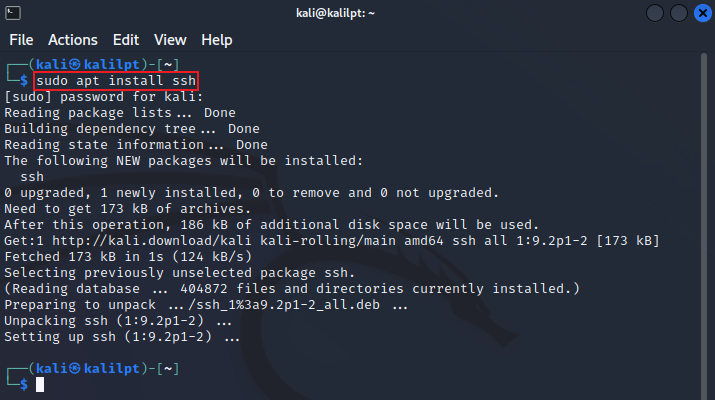 kali@kalilpt: ~
File Actions Edit View Help
┌──(kali㉿kalilpt)-[~]
└─$ sudo apt install ssh
[sudo] password for kali:
Reading package lists... Done
Building dependency tree... Done
Reading state information... Done
The following NEW packages will be installed:
  ssh
0 upgraded, 1 newly installed, 0 to remove and 0 not upgraded.
Need to get 173 kB of archives.
After this operation, 186 kB of additional disk space will be used.
Get:1 http://kali.download/kali kali-rolling/main amd64 ssh all 1:9.2p1-2 [173 kB]
Fetched 173 kB in 1s (124 kB/s)
Selecting previously unselected package ssh.
(Reading database ... 404872 files and directories currently installed.)
Preparing to unpack .../ssh_1%3a9.2p1-2_all.deb ...
Unpacking ssh (1:9.2p1-2) ...
Setting up ssh (1:9.2p1-2) ...
┌──(kali㉿kalilpt)-[~]
└─$